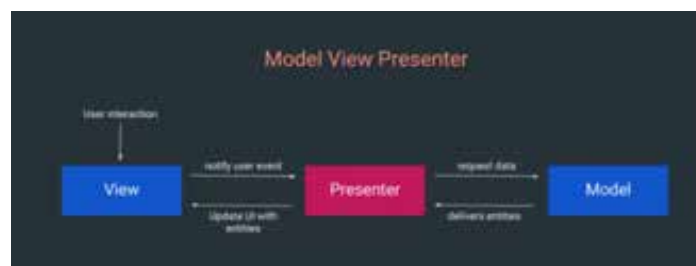 Model View Presenter
User interaction
notify user event
request data
View
Presenter
Model
Update UI with
entities
delivers entities